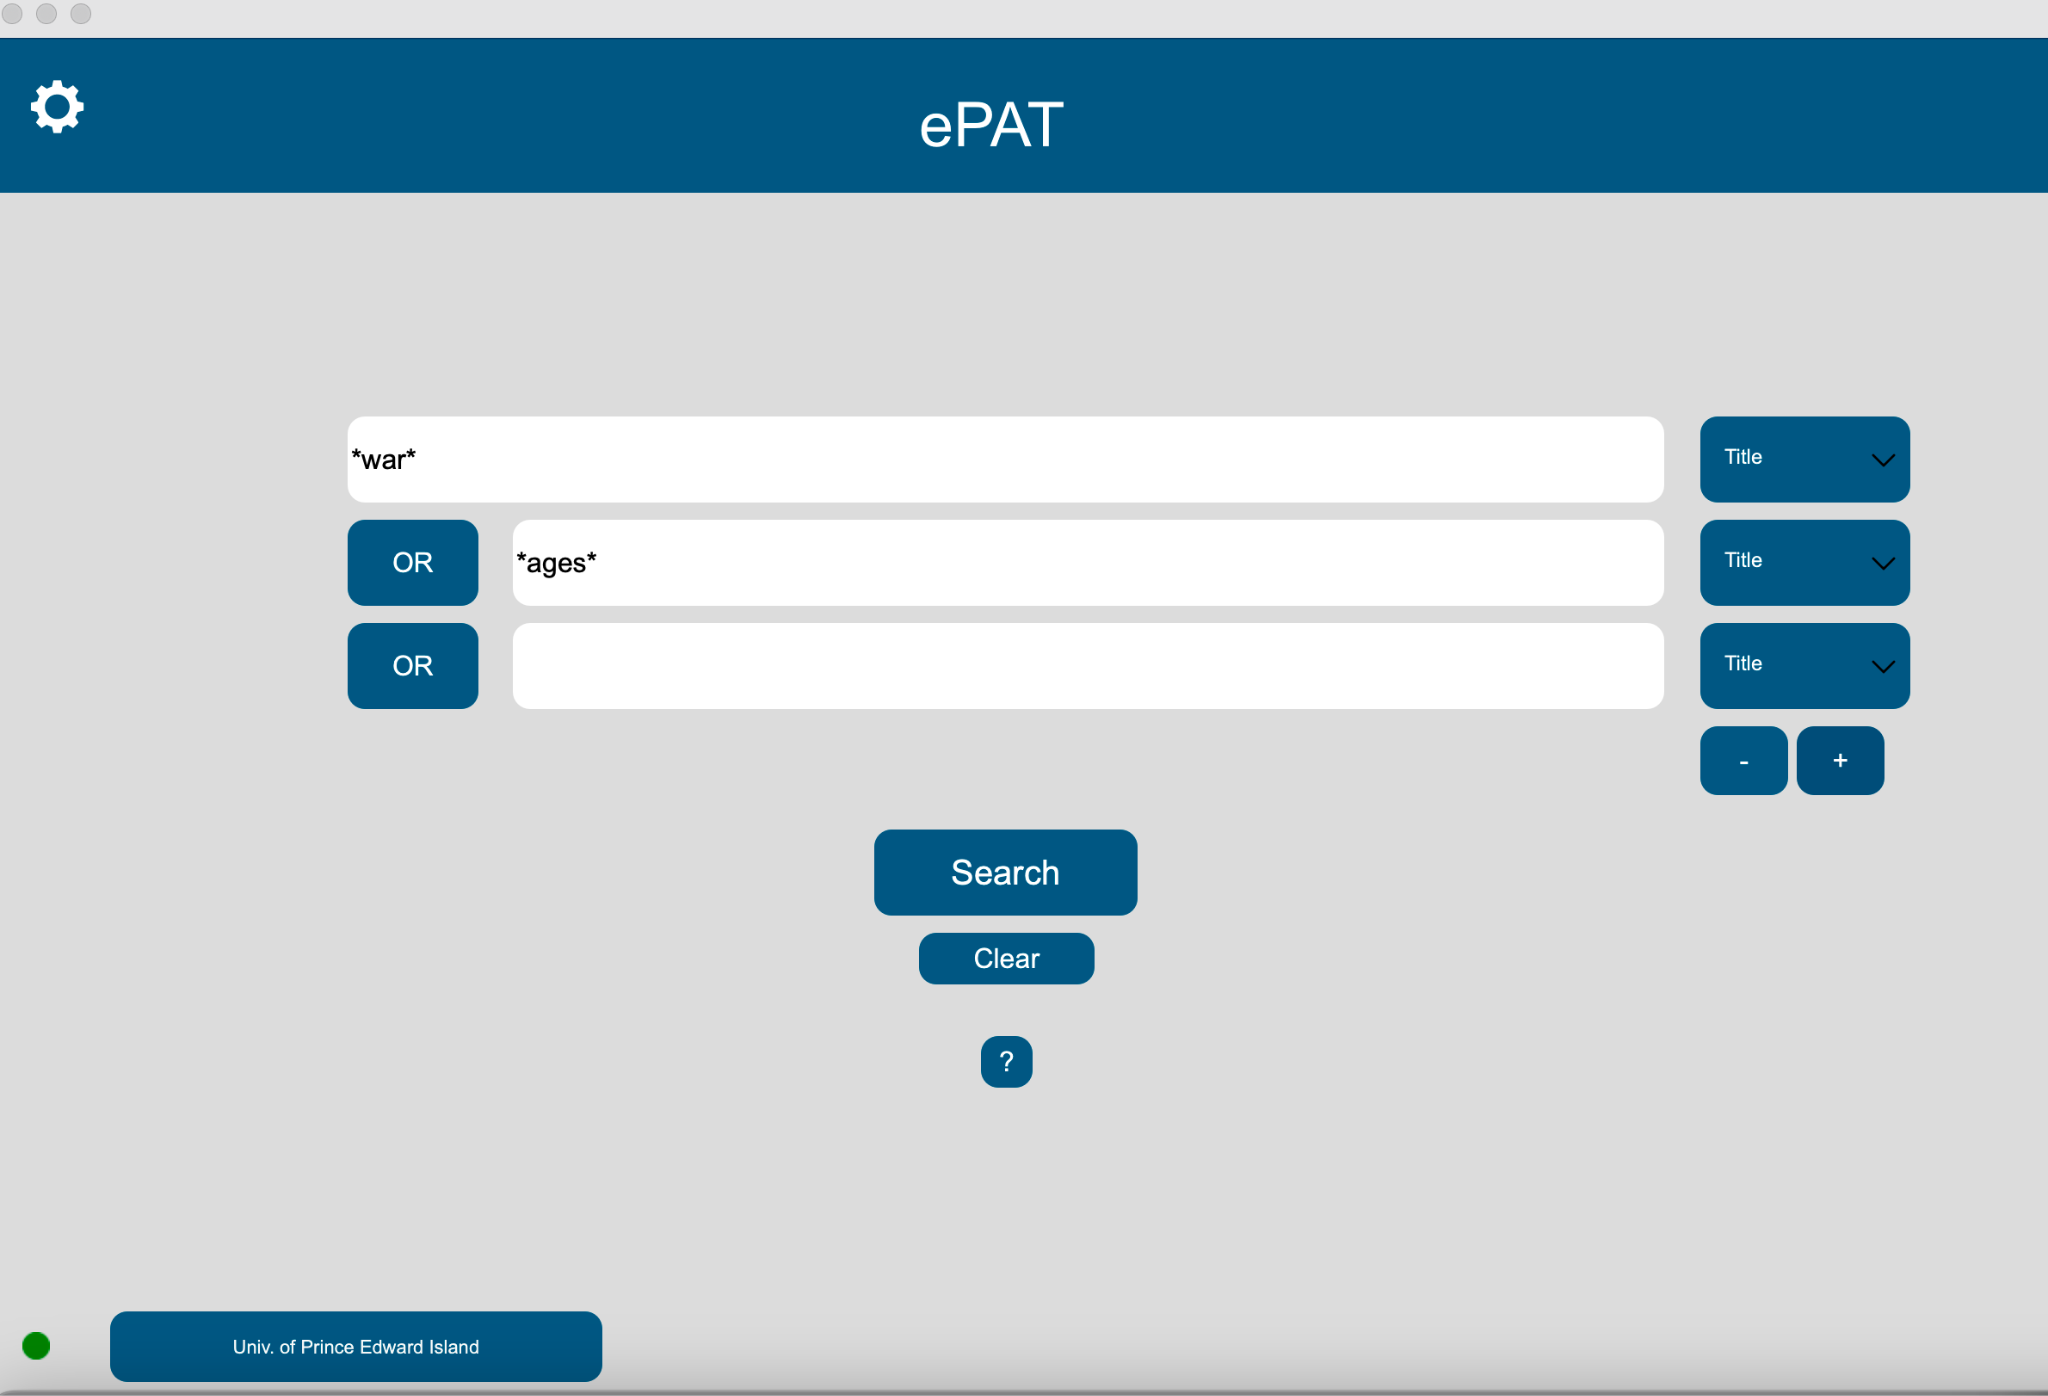 ePAT
*war* Title
OR *ages* Title
OR Title
- +
Search
Clear
?
Univ. of Prince Edward Island